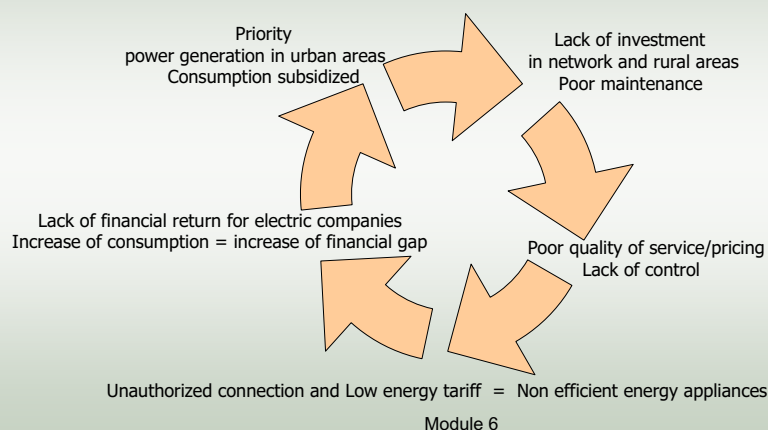 Priority
power generation in urban areas
Consumption subsidized
Lack of investment
in network and rural areas
Poor maintenance
Poor quality of service/pricing
Lack of control
Unauthorized connection and Low energy tariff = Non efficient energy appliances
Lack of financial return for electric companies
Increase of consumption = increase of financial gap
Module 6